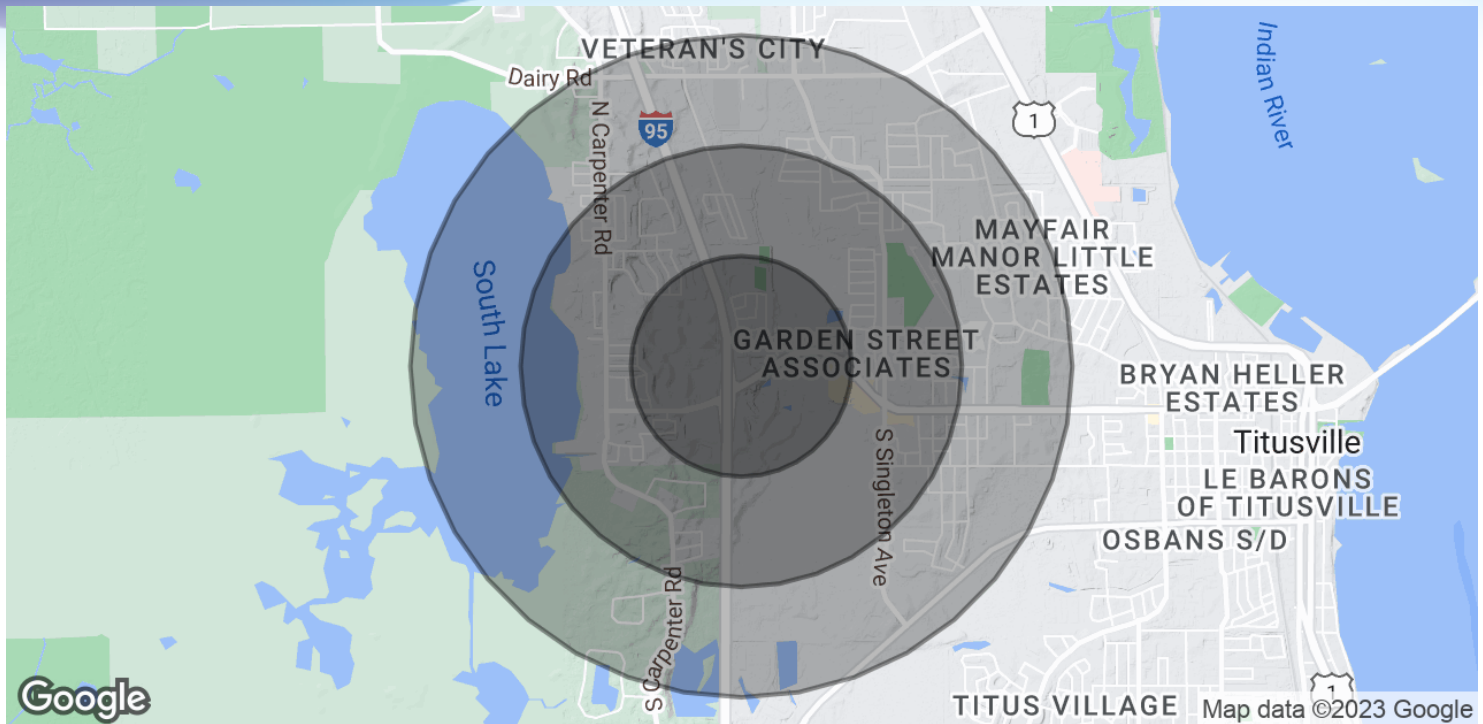 VETERAN'S CITY
Dairy Rd
N Carpenter Rd
95
1
Indian River
South Lake
MAYFAIR
MANOR LITTLE
ESTATES
GARDEN STREET
ASSOCIATES
BRYAN HELLER
ESTATES
Titusville
LE BARONS
OF TITUSVILLE
OSBANS S/D
S Singleton Ave
S Carpenter Rd
TITUS VILLAGE
1
Google
Map data ©2023 Google